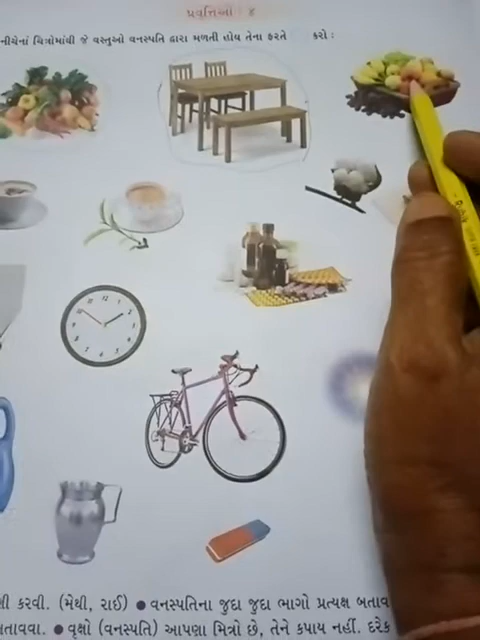 પ્રવૃત્તિઓ : ૪
નીચેનાં ચિત્રોમાંથી જે વસ્તુઓ વનસ્પતિ દ્વારા મળતી હોય તેના ફરતે કરો :
કરવી. (મેથી, રાઈ) ● વનસ્પતિના જુદા જુદા ભાગો પ્રત્યક્ષ બતાવ
● વૃક્ષો (વનસ્પતિ) આપણા મિત્રો છે, તેને કપાય નહીં. દરેક